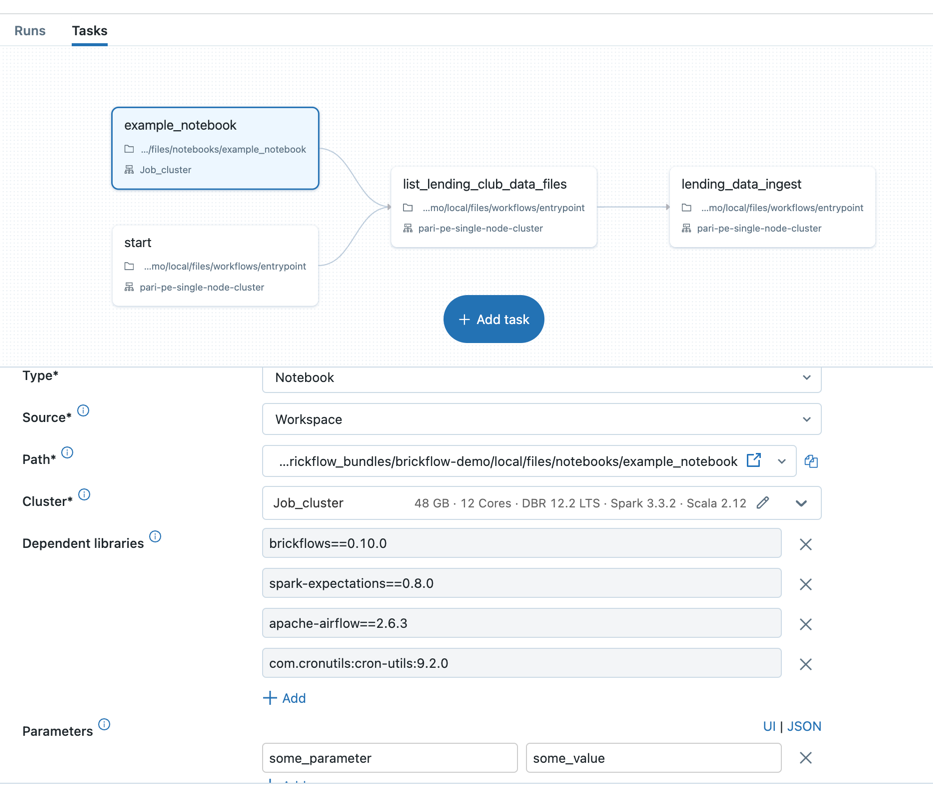 Runs Tasks
example_notebook
.../files/notebooks/example_notebook
Job_cluster
start
...mo/local/files/workflows/entrypoint
pari-pe-single-node-cluster
list_lending_club_data_files
...mo/local/files/workflows/entrypoint
pari-pe-single-node-cluster
lending_data_ingest
...mo/local/files/workflows/entrypoint
pari-pe-single-node-cluster
+ Add task
Type* Notebook
Source* Workspace
Path* ...rickflow_bundles/brickflow-demo/local/files/notebooks/example_notebook
Cluster* Job_cluster 48 GB · 12 Cores · DBR 12.2 LTS · Spark 3.3.2 · Scala 2.12
Dependent libraries brickflows==0.10.0
spark-expectations==0.8.0
apache-airflow==2.6.3
com.cronutils:cron-utils:9.2.0
+ Add
Parameters UI | JSON
some_parameter some_value